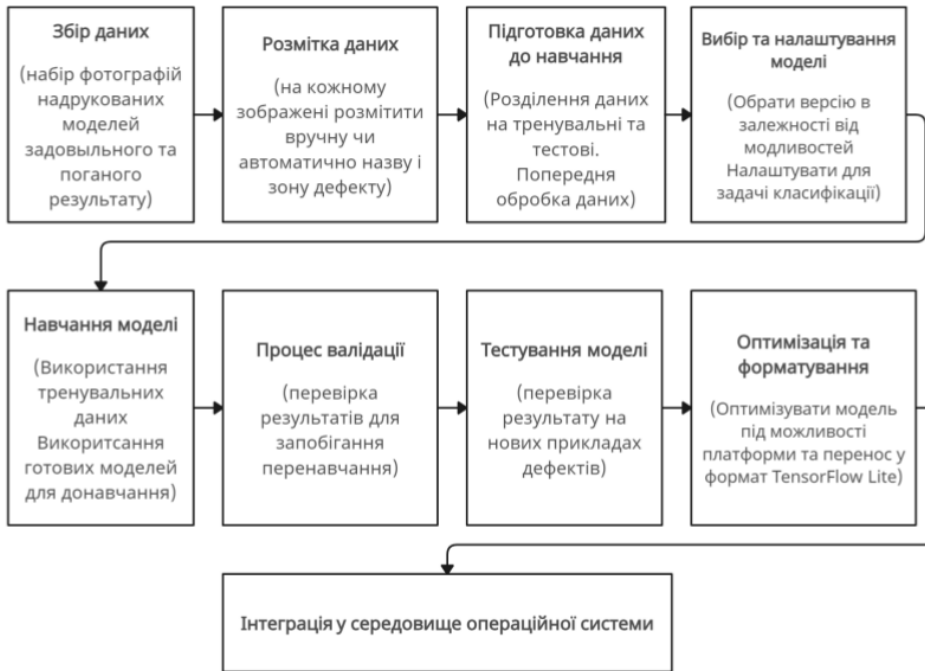 Збір даних
(набір фотографій
надрукованих
моделей
задовыльного та
поганого
результату)
Розмітка даних
(на кожному
зображені розмітити
вручну чи
автоматично назву і
зону дефекту)
Підготовка даних
до навчання
(Розділення даних
на тренувальні та
тестові.
Попередня
обробка даних)
Вибір та налаштування
моделі
(Обрати версію в
залежності від
модливостей
Налаштувати для
задачі класифікації)
Навчання моделі
(Використання
тренувальних
даних
Викоритсання
готових моделей
для донавчання)
Процес валідації
(перевірка
результатів для
запобігання
перенавчання)
Тестування моделі
(перевірка
результату на
нових прикладах
дефектів)
Оптимізація та
форматування
(Оптимізувати модель
під можливості
платформи та перенос у
формат TensorFlow Lite)
Інтеграція у середовище операційної системи